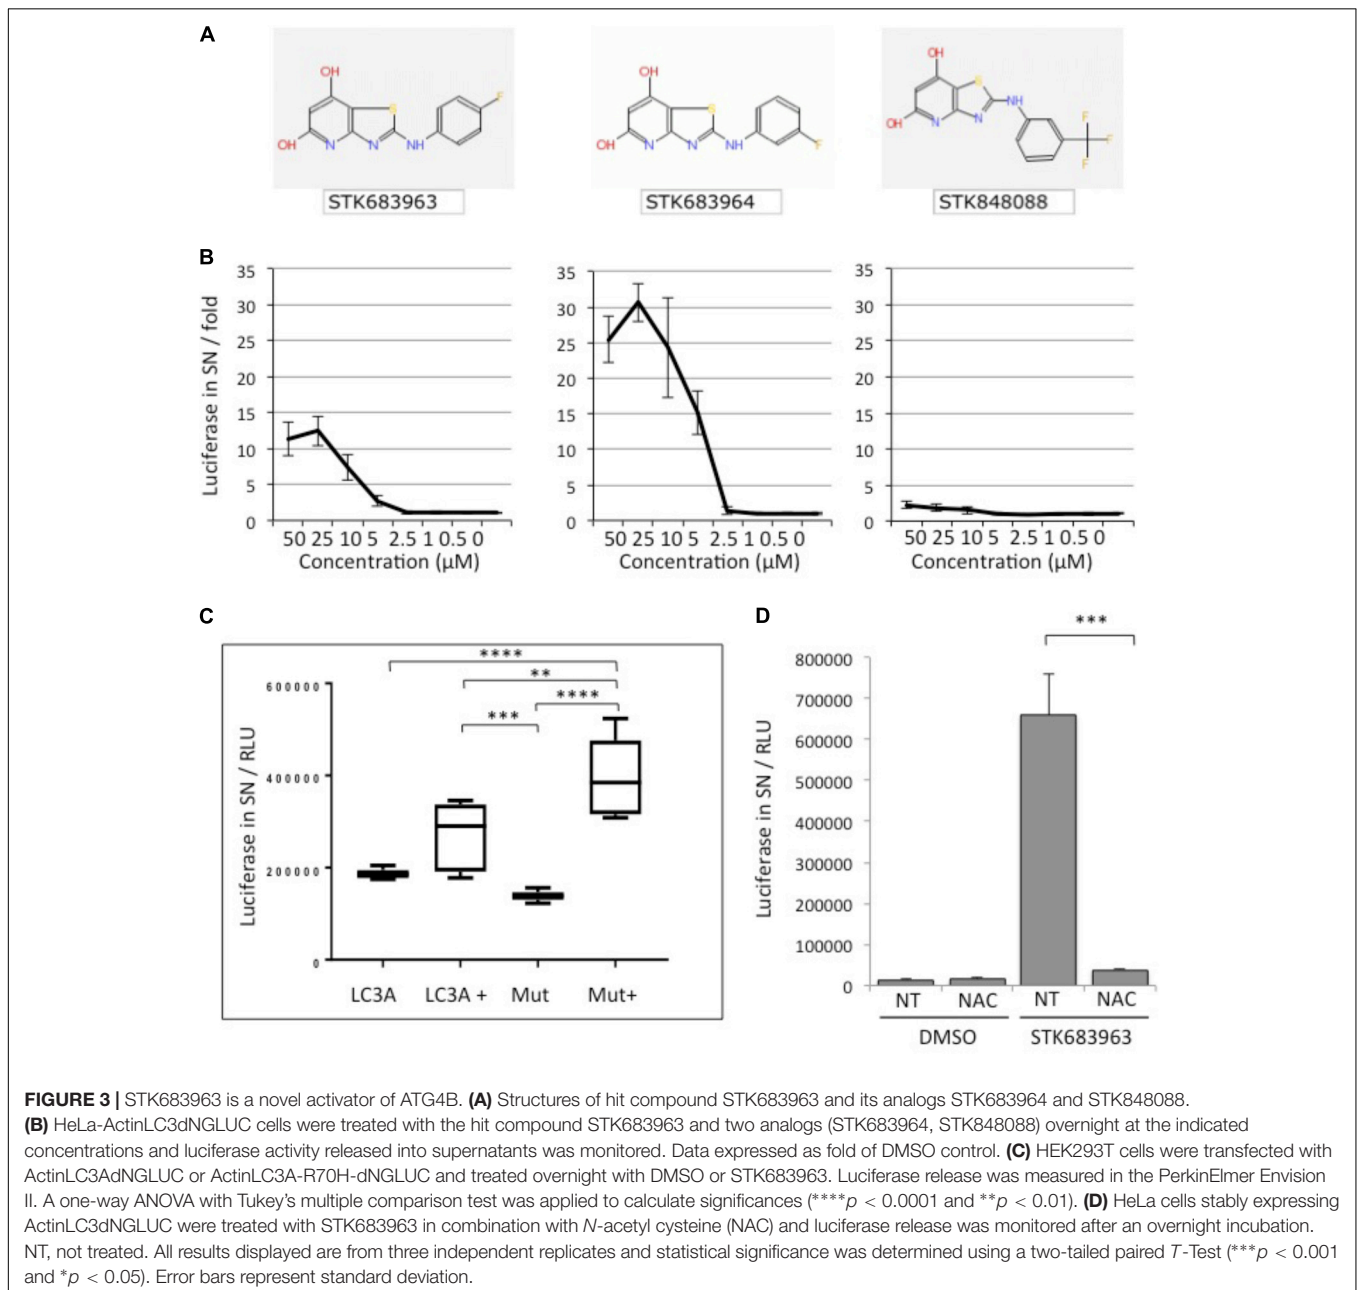 A
OH
S
F
OH
N
N
NH
STK683963
OH
S
OH
N
N
NH
F
STK683964
OH
S
NH
OH
N
N
F
F
F
STK848088
B
Luciferase in SN / fold
35
30
25
20
15
10
5
0
50 25 10 5 2.5 1 0.5 0
Concentration (µM)
35
30
25
20
15
10
5
0
50 25 10 5 2.5 1 0.5 0
Concentration (µM)
35
30
25
20
15
10
5
0
50 25 10 5 2.5 1 0.5 0
Concentration (µM)
C
Luciferase in SN / RLU
600000
400000
200000
0
****
**
****
***
LC3A LC3A + Mut Mut+
D
Luciferase in SN / RLU
800000
700000
600000
500000
400000
300000
200000
100000
0
***
NT NAC NT NAC
DMSO STK683963
FIGURE 3 | STK683963 is a novel activator of ATG4B. (A) Structures of hit compound STK683963 and its analogs STK683964 and STK848088.
(B) HeLa-ActinLC3dNGLUC cells were treated with the hit compound STK683963 and two analogs (STK683964, STK848088) overnight at the indicated
concentrations and luciferase activity released into supernatants was monitored. Data expressed as fold of DMSO control. (C) HEK293T cells were transfected with
ActinLC3AdNGLUC or ActinLC3A-R70H-dNGLUC and treated overnight with DMSO or STK683963. Luciferase release was measured in the PerkinElmer Envision
II. A one-way ANOVA with Tukey's multiple comparison test was applied to calculate significances (****p < 0.0001 and **p < 0.01). (D) HeLa cells stably expressing
ActinLC3dNGLUC were treated with STK683963 in combination with N-acetyl cysteine (NAC) and luciferase release was monitored after an overnight incubation.
NT, not treated. All results displayed are from three independent replicates and statistical significance was determined using a two-tailed paired T-Test (***p < 0.001
and *p < 0.05). Error bars represent standard deviation.